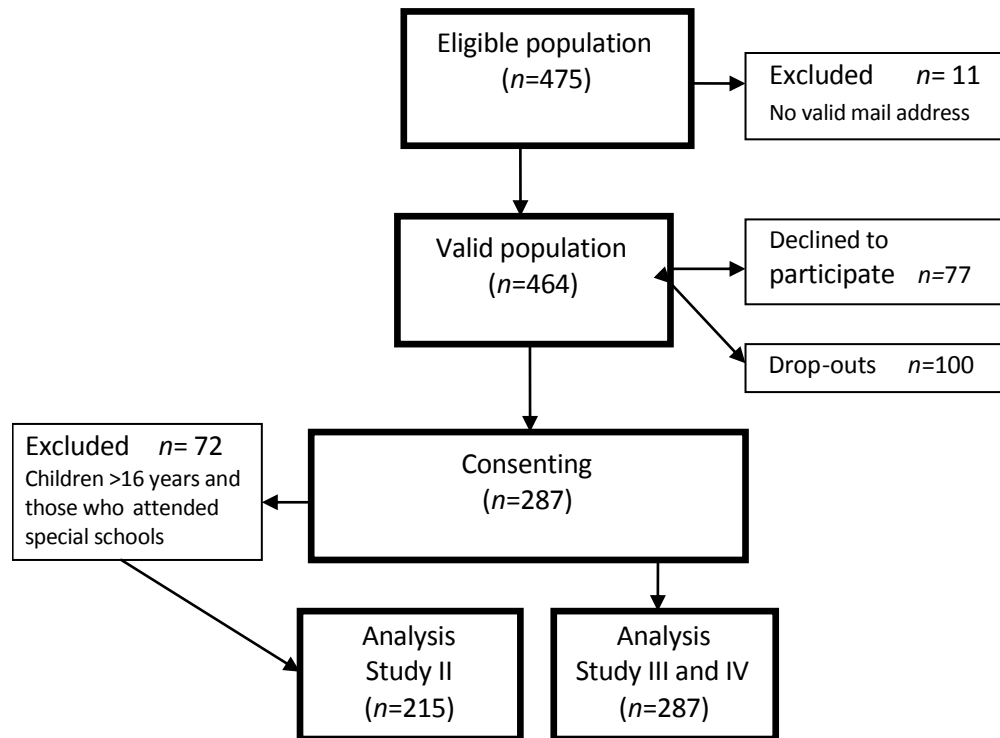 Eligible population
(n=475)
Excluded n= 11
No valid mail address
Valid population
(n=464)
Declined to
participate n=77
Drop-outs n=100
Excluded n= 72
Children >16 years and
those who attended
special schools
Consenting
(n=287)
Analysis
Study II
(n=215)
Analysis
Study III and IV
(n=287)